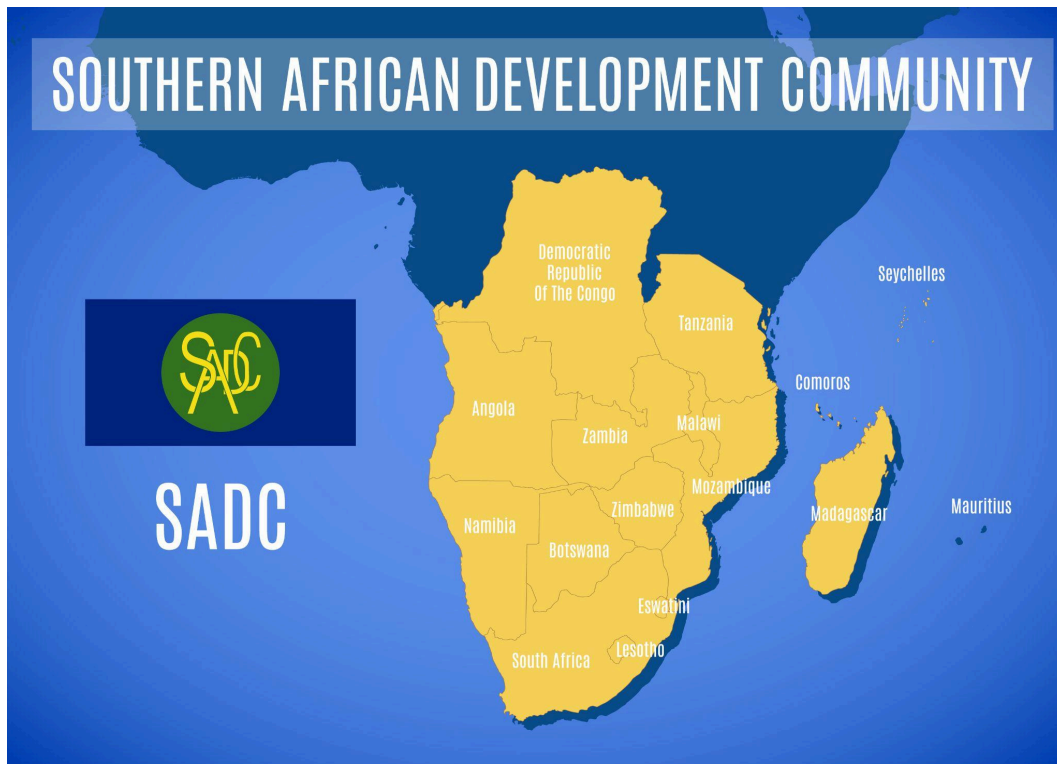 SOUTHERN AFRICAN DEVELOPMENT COMMUNITY
Democratic
Republic
Of The Congo
Seychelles
Tanzania
Comoros
SADC
Angola
Malawi
Zambia
Mozambique
Zimbabwe
Madagascar
Mauritius
SADC
Namibia
Botswana
Eswatini
Lesotho
South Africa